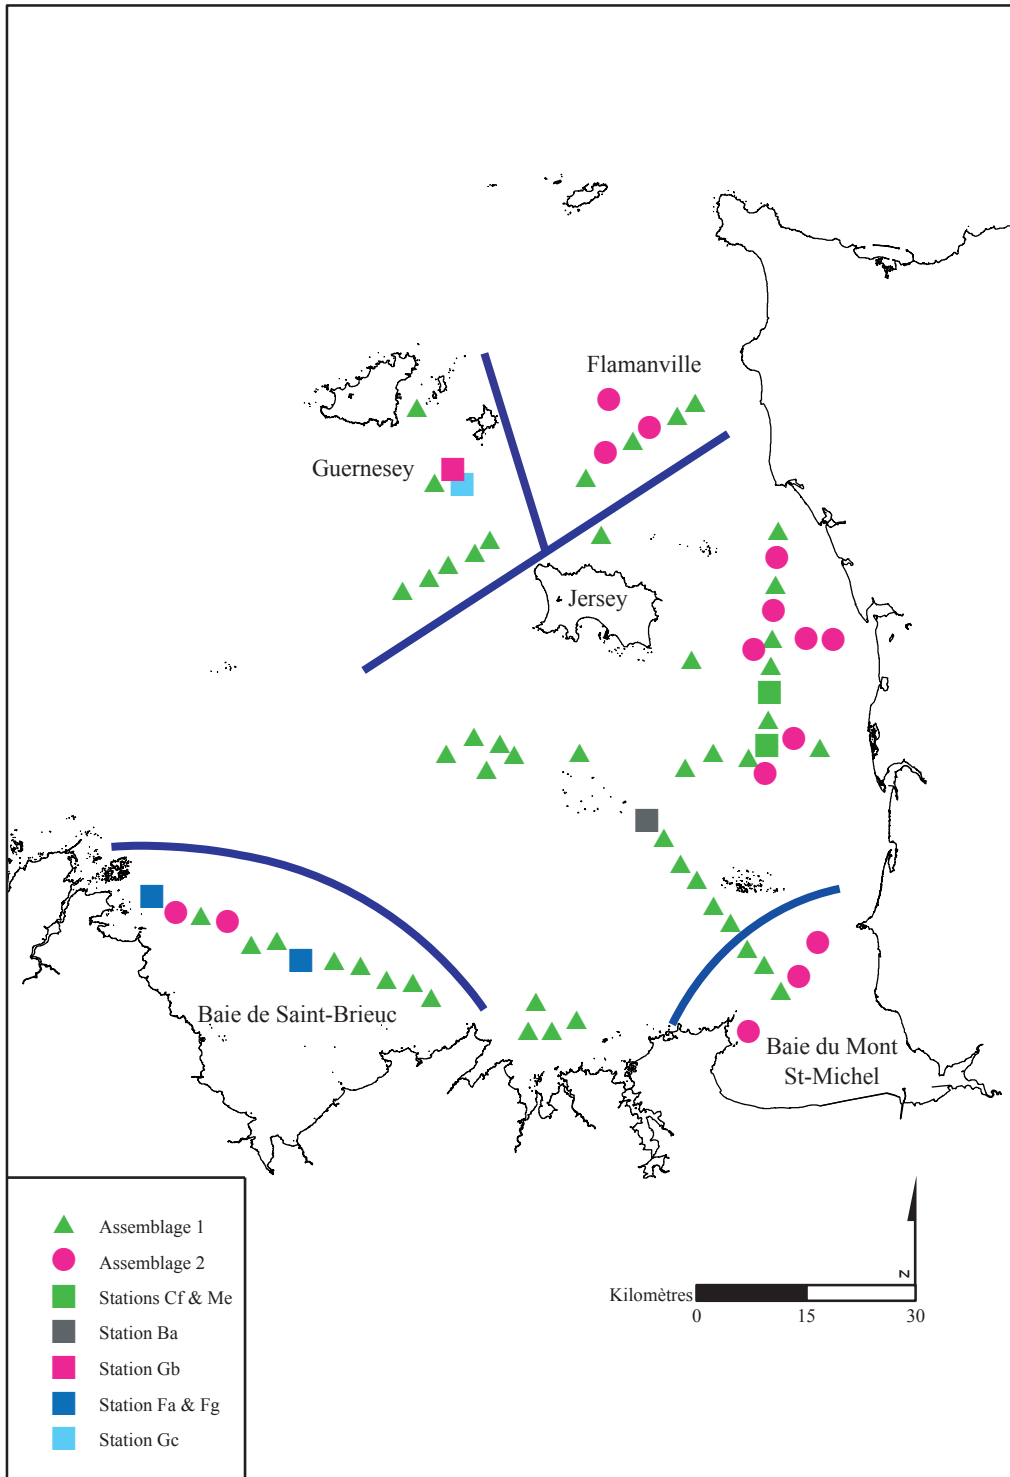 Flamanville
Guernesey
Jersey
Baie de Saint-Brieuc
Baie du Mont
St-Michel
Assemblage 1
Assemblage 2
Stations Cf & Me
Station Ba
Station Gb
Station Fa & Fg
Station Gc
N
Kilomètres
0 15 30